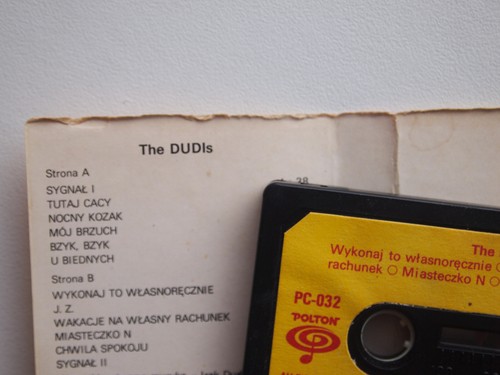 The DUDIs
Strona A
38
SYGNAŁ I
TUTAJ CACY
NOCNY KOZAK
MÓJ BRZUCH
BZYK, BZYK
U BIEDNYCH
Strona B
WYKONAJ TO WŁASNORĘCZNIE
J. Z.
WAKACJE NA WŁASNY RACHUNEK
MIASTECZKO N
CHWILA SPOKOJU
SYGNAŁ II
The
Wykonaj to własnoręcznie O
rachunek O Miasteczko N O
PC-032
POLTON